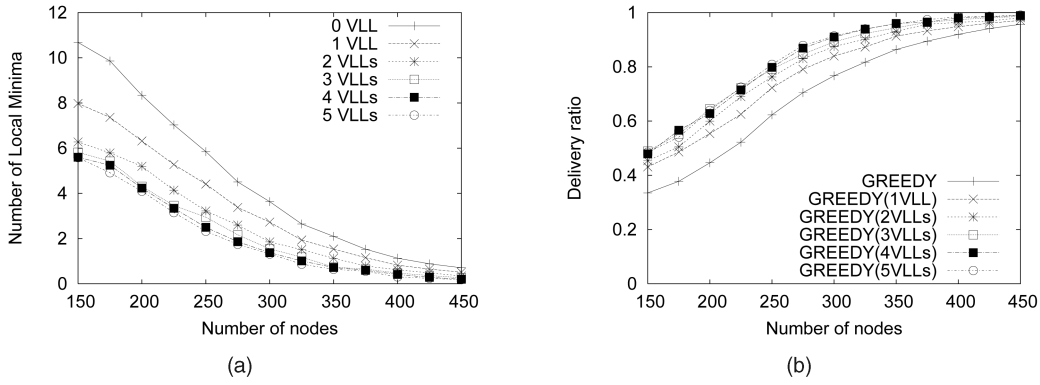 12
10
8
6
4
2
0
Number of Local Minima
0 VLL
1 VLL
2 VLLs
3 VLLs
4 VLLs
5 VLLs
150 200 250 300 350 400 450
Number of nodes
(a)
1
0.8
0.6
0.4
0.2
0
Delivery ratio
GREEDY
GREEDY(1VLL)
GREEDY(2VLLs)
GREEDY(3VLLs)
GREEDY(4VLLs)
GREEDY(5VLLs)
150 200 250 300 350 400 450
Number of nodes
(b)